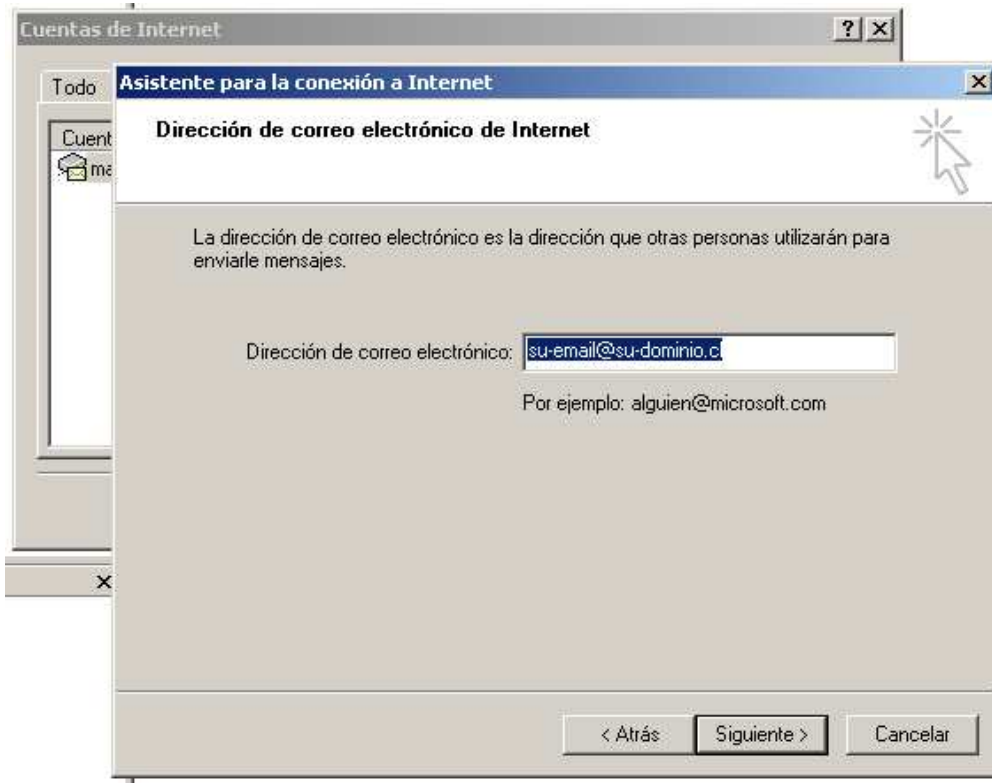 Cuentas de Internet
Todo
Asistente para la conexión a Internet
Dirección de correo electrónico de Internet
La dirección de correo electrónico es la dirección que otras personas utilizarán para
enviarle mensajes.
Dirección de correo electrónico: su-email@su-dominio.cl
Por ejemplo: alguien@microsoft.com
< Atrás Siguiente > Cancelar